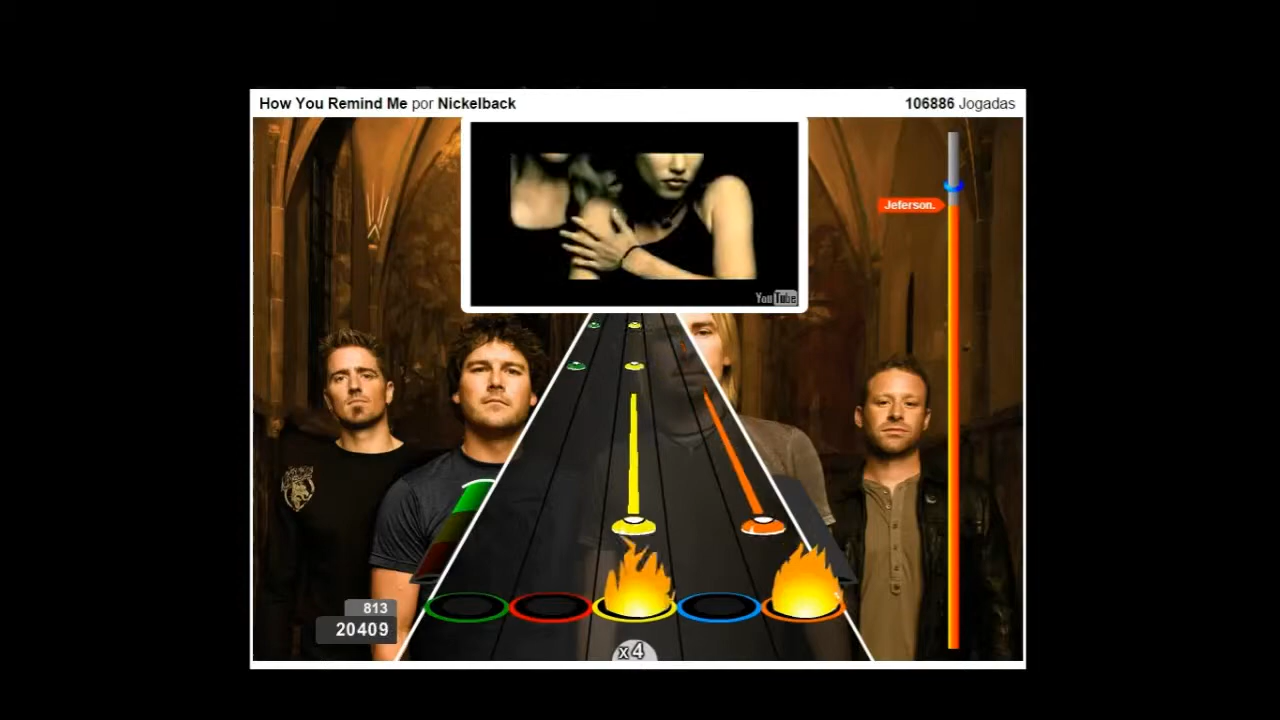 How You Remind Me por Nickelback
106886 Jogadas
YouTube
Jeferson.
813
20409
x4